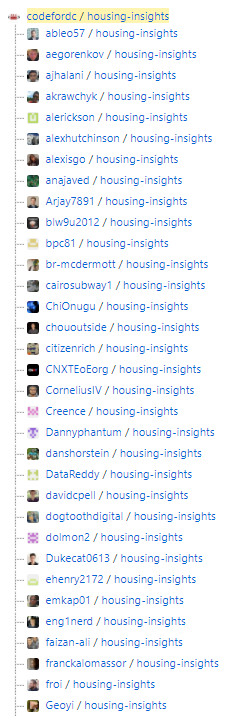 codefordc / housing-insights
ableo57 / housing-insights
aegorenkov / housing-insights
ajhalani / housing-insights
akrawchyk / housing-insights
alerickson / housing-insights
alexhutchinson / housing-insights
alexisgo / housing-insights
anajaved / housing-insights
Arjay7891 / housing-insights
blw9u2012 / housing-insights
bpc81 / housing-insights
br-mcdermott / housing-insights
cairosubway1 / housing-insights
ChiOnugu / housing-insights
chououtside / housing-insights
citizenrich / housing-insights
CNXTEoEorg / housing-insights
CorneliusIV / housing-insights
Creence / housing-insights
Dannyphantum / housing-insights
danshorstein / housing-insights
DataReddy / housing-insights
davidcpell / housing-insights
dogtoothdigital / housing-insights
dolmon2 / housing-insights
Dukecat0613 / housing-insights
ehenry2172 / housing-insights
emkap01 / housing-insights
eng1nerd / housing-insights
faizan-ali / housing-insights
franckalomassor / housing-insights
froi / housing-insights
Geoyi / housing-insights